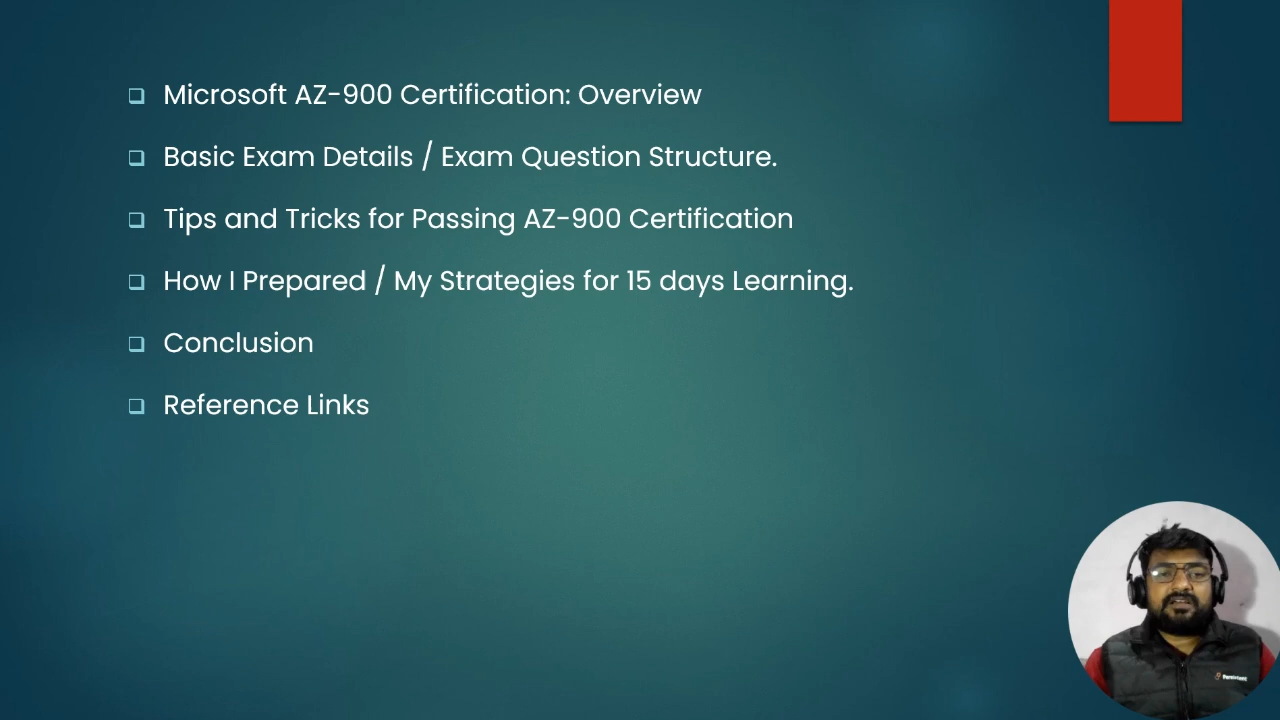 Microsoft AZ-900 Certification: Overview
Basic Exam Details / Exam Question Structure.
Tips and Tricks for Passing AZ-900 Certification
How I Prepared / My Strategies for 15 days Learning.
Conclusion
Reference Links
Persistent